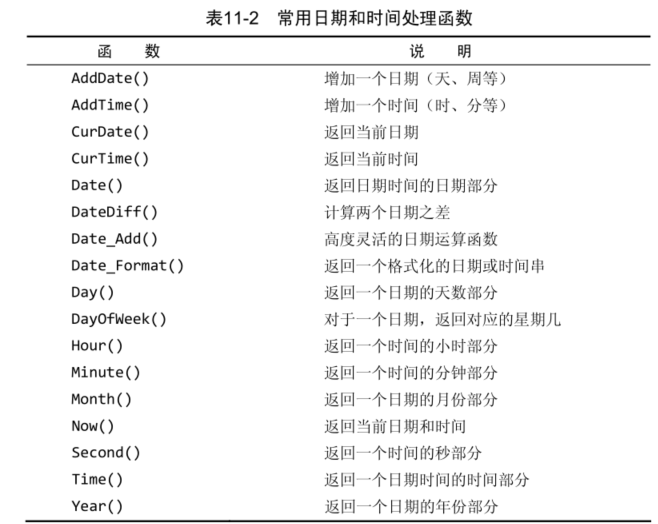 表11-2 常用日期和时间处理函数
函 数 说 明
AddDate() 增加一个日期（天、周等）
AddTime() 增加一个时间（时、分等）
CurDate() 返回当前日期
CurTime() 返回当前时间
Date() 返回日期时间的日期部分
DateDiff() 计算两个日期之差
Date_Add() 高度灵活的日期运算函数
Date_Format() 返回一个格式化的日期或时间串
Day() 返回一个日期的天数部分
DayOfWeek() 对于一个日期，返回对应的星期几
Hour() 返回一个时间的小时部分
Minute() 返回一个时间的分钟部分
Month() 返回一个日期的月份部分
Now() 返回当前日期和时间
Second() 返回一个时间的秒部分
Time() 返回一个日期时间的时间部分
Year() 返回一个日期的年份部分